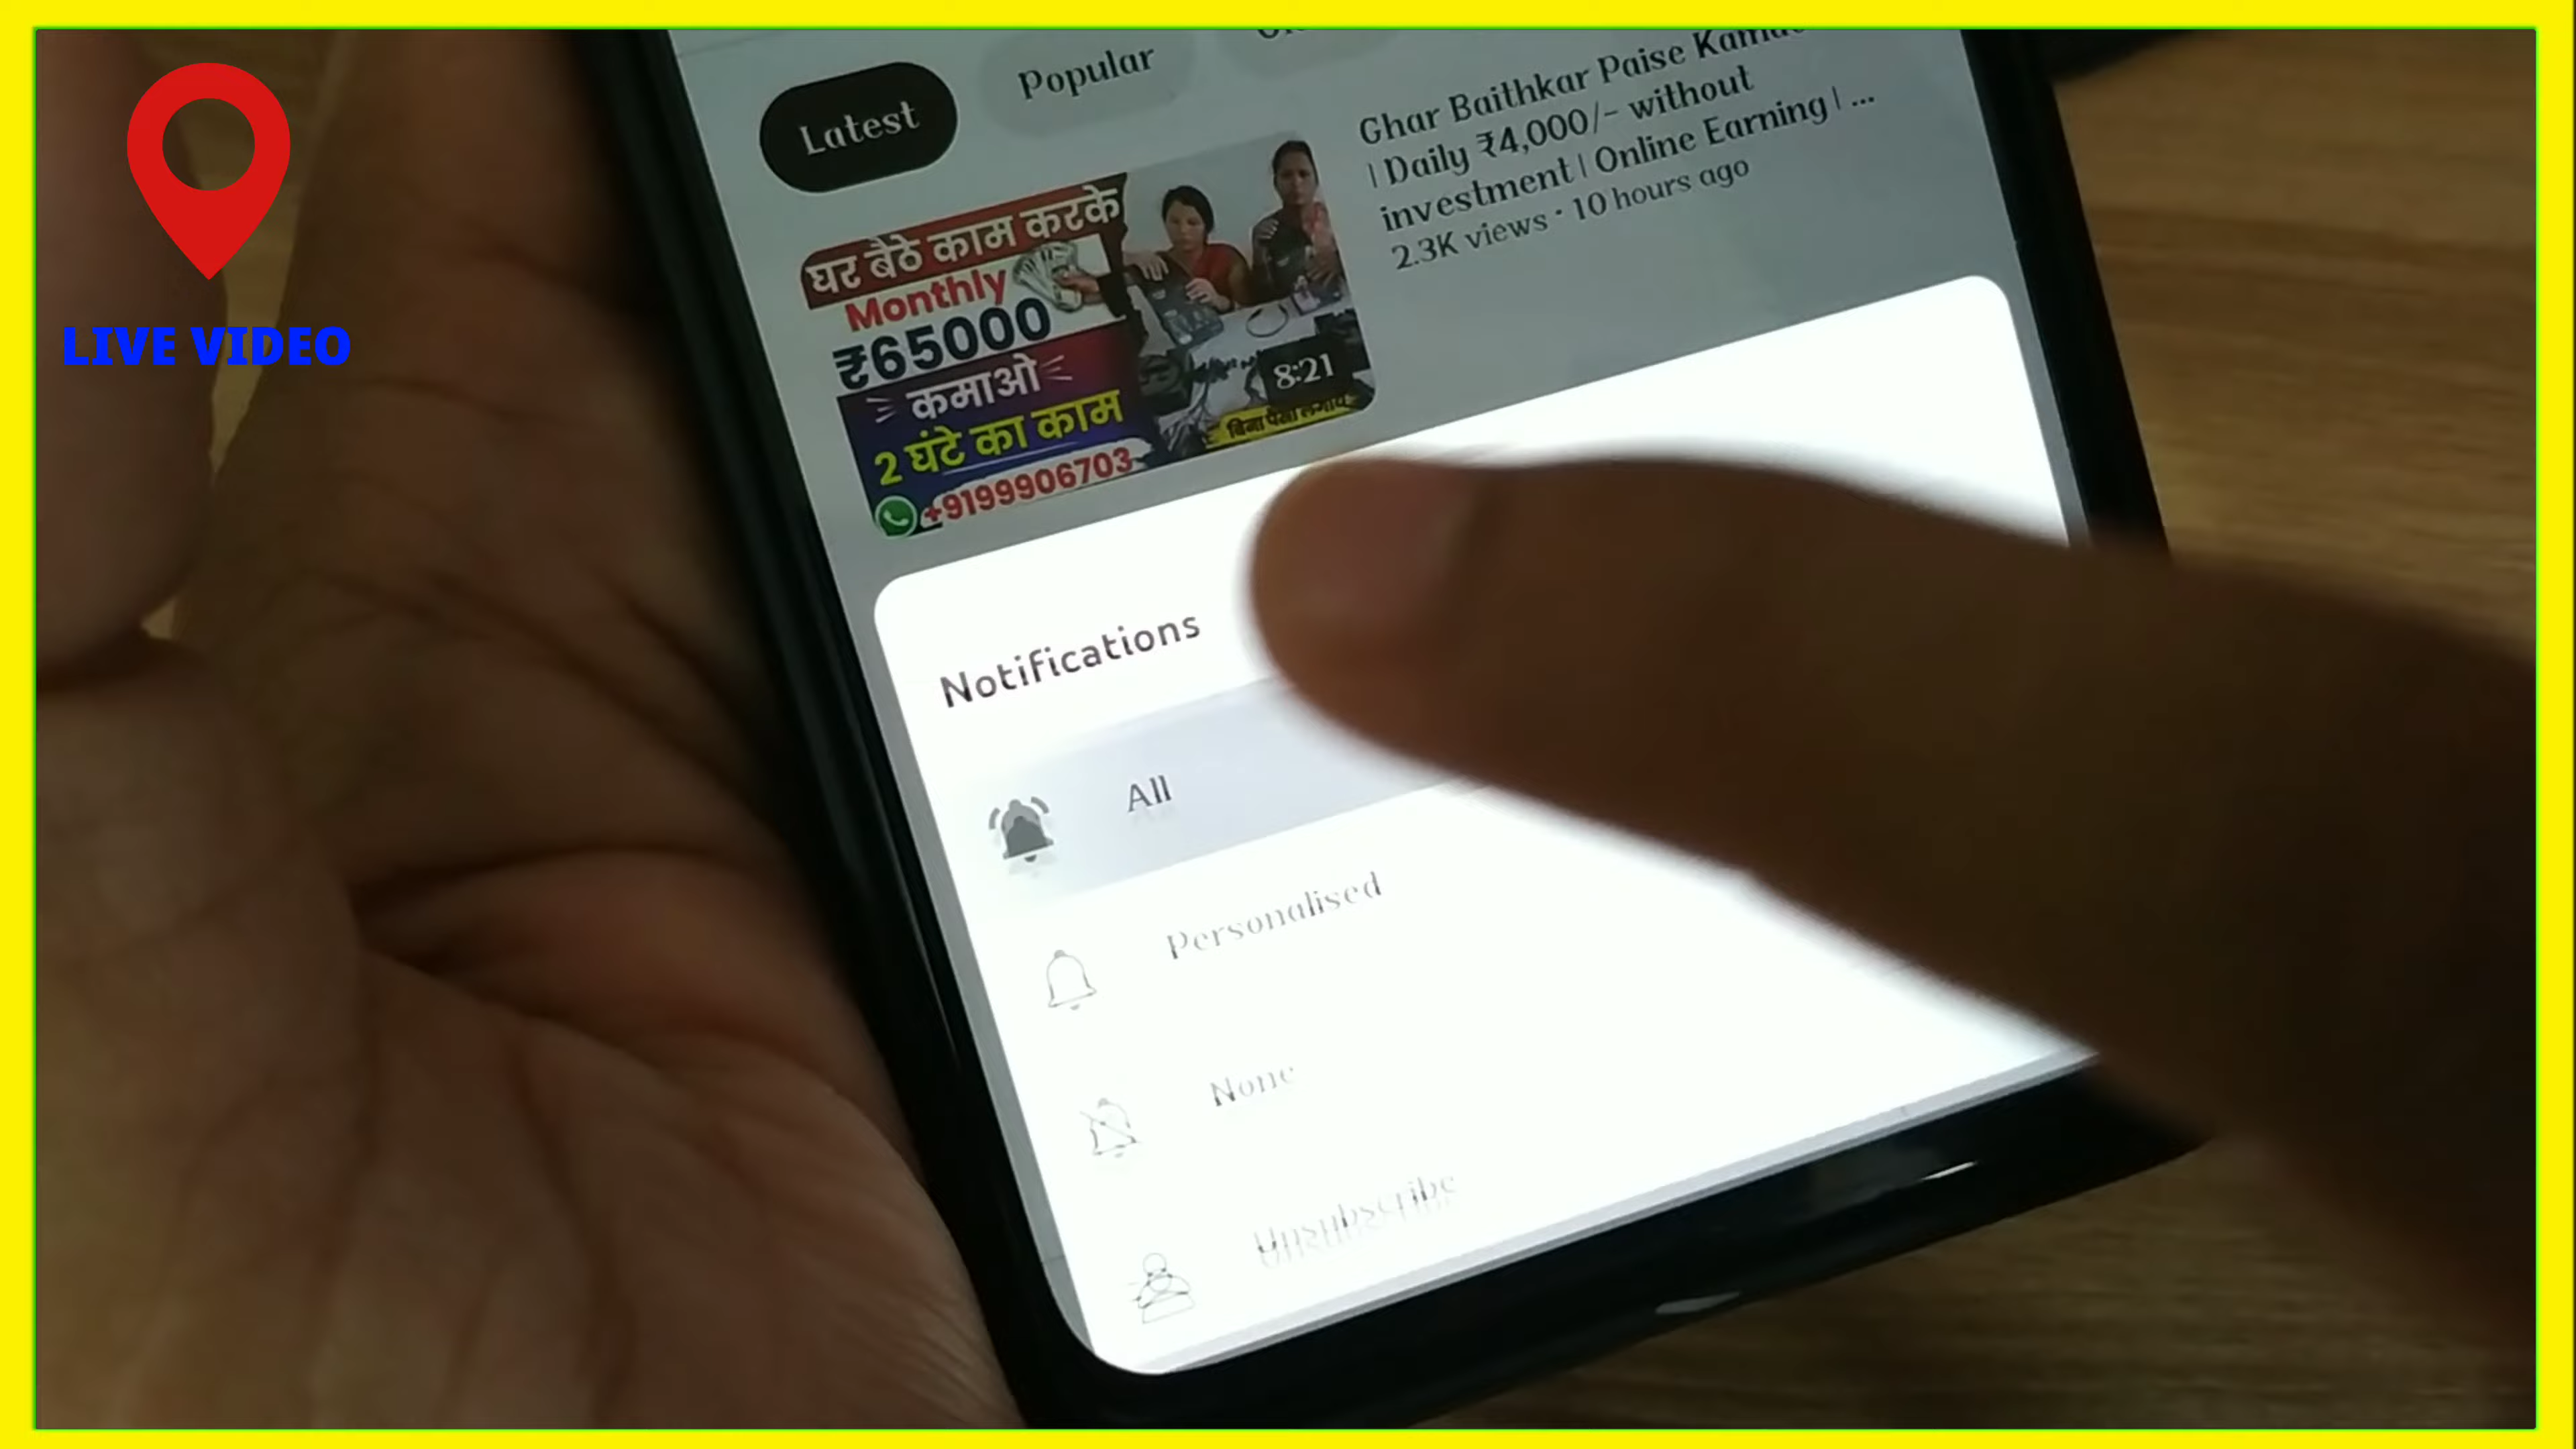 LIVE VIDEO
Latest
Popular
घर बैठे काम करके
Monthly
₹65000
कमाओ
2 घंटे का काम
+9199906703
8:21
Ghar Baithkar Paise
| Daily ₹4,000/- without
investment | Online Earning | ...
2.3K views · 10 hours ago
Notifications
All
Personalised
None
Unsubscribe